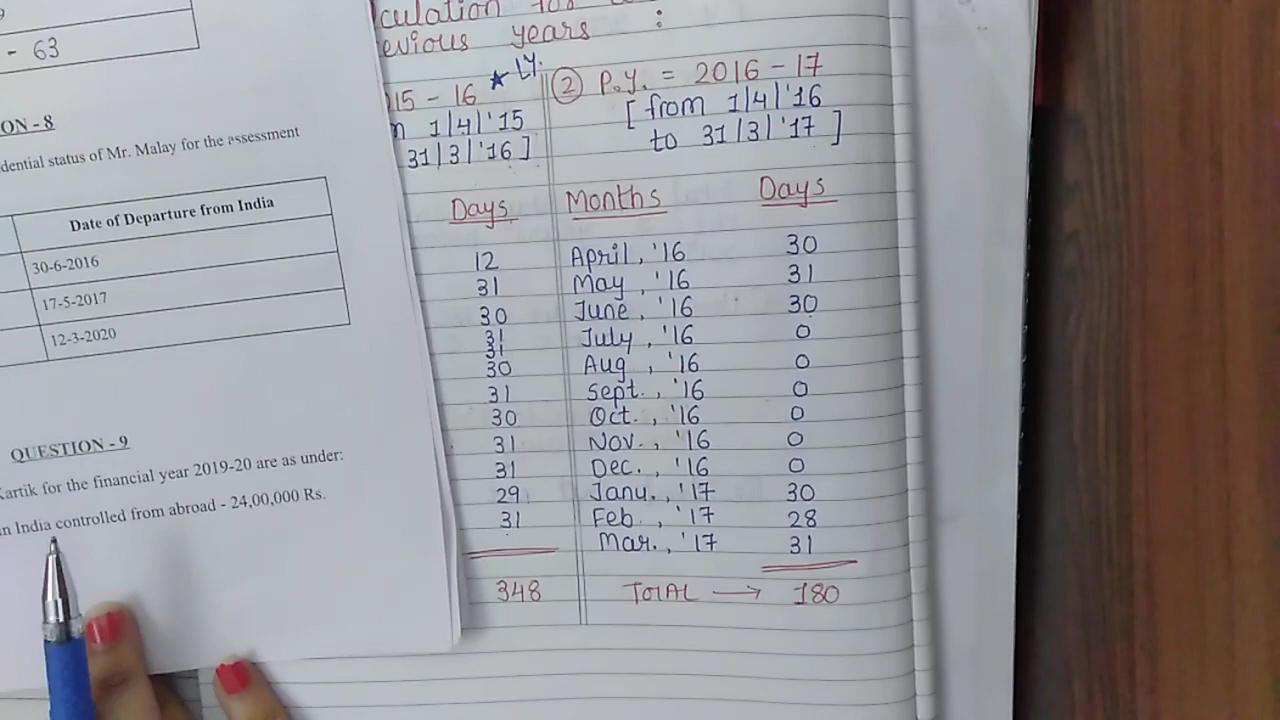 - 63
ON - 8
dential status of Mr. Malay for the assessment
Date of Departure from India
30-6-2016
17-5-2017
12-3-2020
QUESTION - 9
Kartik for the financial year 2019-20 are as under:
in India controlled from abroad - 24,00,000 Rs.
culation for
evious years :
15 - 16 ★ LY.
1/4/'15
31/3/'16 ]
Days
12
31
30
31
31
30
31
30
31
31
29
31
348
② P.Y. = 2016 - 17
[ from 1/4/'16
to 31/3/'17 ]
Months Days
April, '16 30
May, '16 31
June, '16 30
July, '16 0
Aug, '16 0
Sept., '16 0
Oct., '16 0
Nov., '16 0
Dec., '16 0
Janu., '17 30
Feb., '17 28
Mar., '17 31
TOTAL → 180